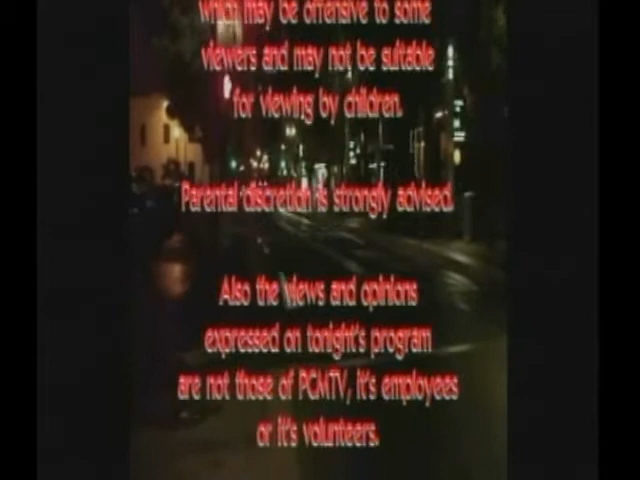 which may be offensive to some
viewers and may not be suitable
for viewing by children.
Parental discretion is strongly advised.
Also the views and opinions
expressed on tonight's program
are not those of PCMTV, it's employees
or it's volunteers.